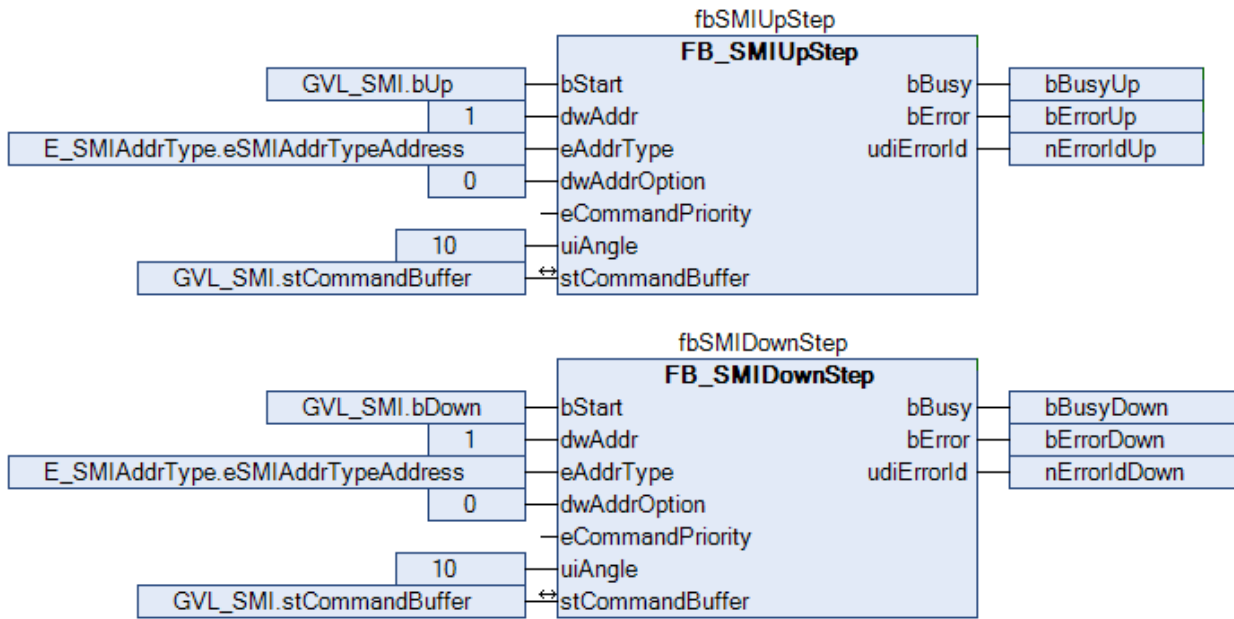 fbSMIUpStep
FB_SMIUpStep
GVL_SMI.bUp bStart bBusy bBusyUp
1 dwAddr bError bErrorUp
E_SMIAddrType.eSMIAddrTypeAddress eAddrType udiErrorId nErrorIdUp
0 dwAddrOption
eCommandPriority
10 uiAngle
GVL_SMI.stCommandBuffer stCommandBuffer
fbSMIDownStep
FB_SMIDownStep
GVL_SMI.bDown bStart bBusy bBusyDown
1 dwAddr bError bErrorDown
E_SMIAddrType.eSMIAddrTypeAddress eAddrType udiErrorId nErrorIdDown
0 dwAddrOption
eCommandPriority
10 uiAngle
GVL_SMI.stCommandBuffer stCommandBuffer